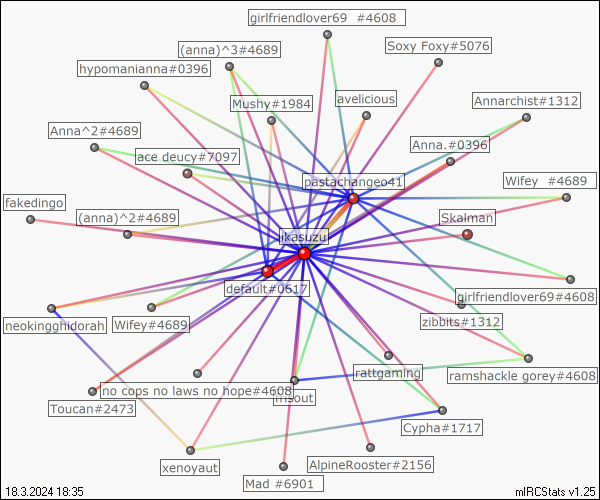 girlfriendlover69 #4608
(anna)^3#4689
Soxy Foxy#5076
hypomanianna#0396
Mushy#1984
avelicious
Annarchist#1312
Anna^2#4689
Anna.#0396
ace deucy#7097
pastachangeo41
Wifey #4689
fakedingo
(anna)^2#4689
Skalman
ikasuzu
default#0617
girlfriendlover69#4608
neokingghidorah
Wifey#4689
zibbits#1312
rattgaming
ramshackle gorey#4608
no cops no laws no hope#4608
Toucan#2473
Cypha#1717
xenoyaut
AlpineRooster#2156
Mad #6901
18.3.2024 18:35
mIRCStats v1.25